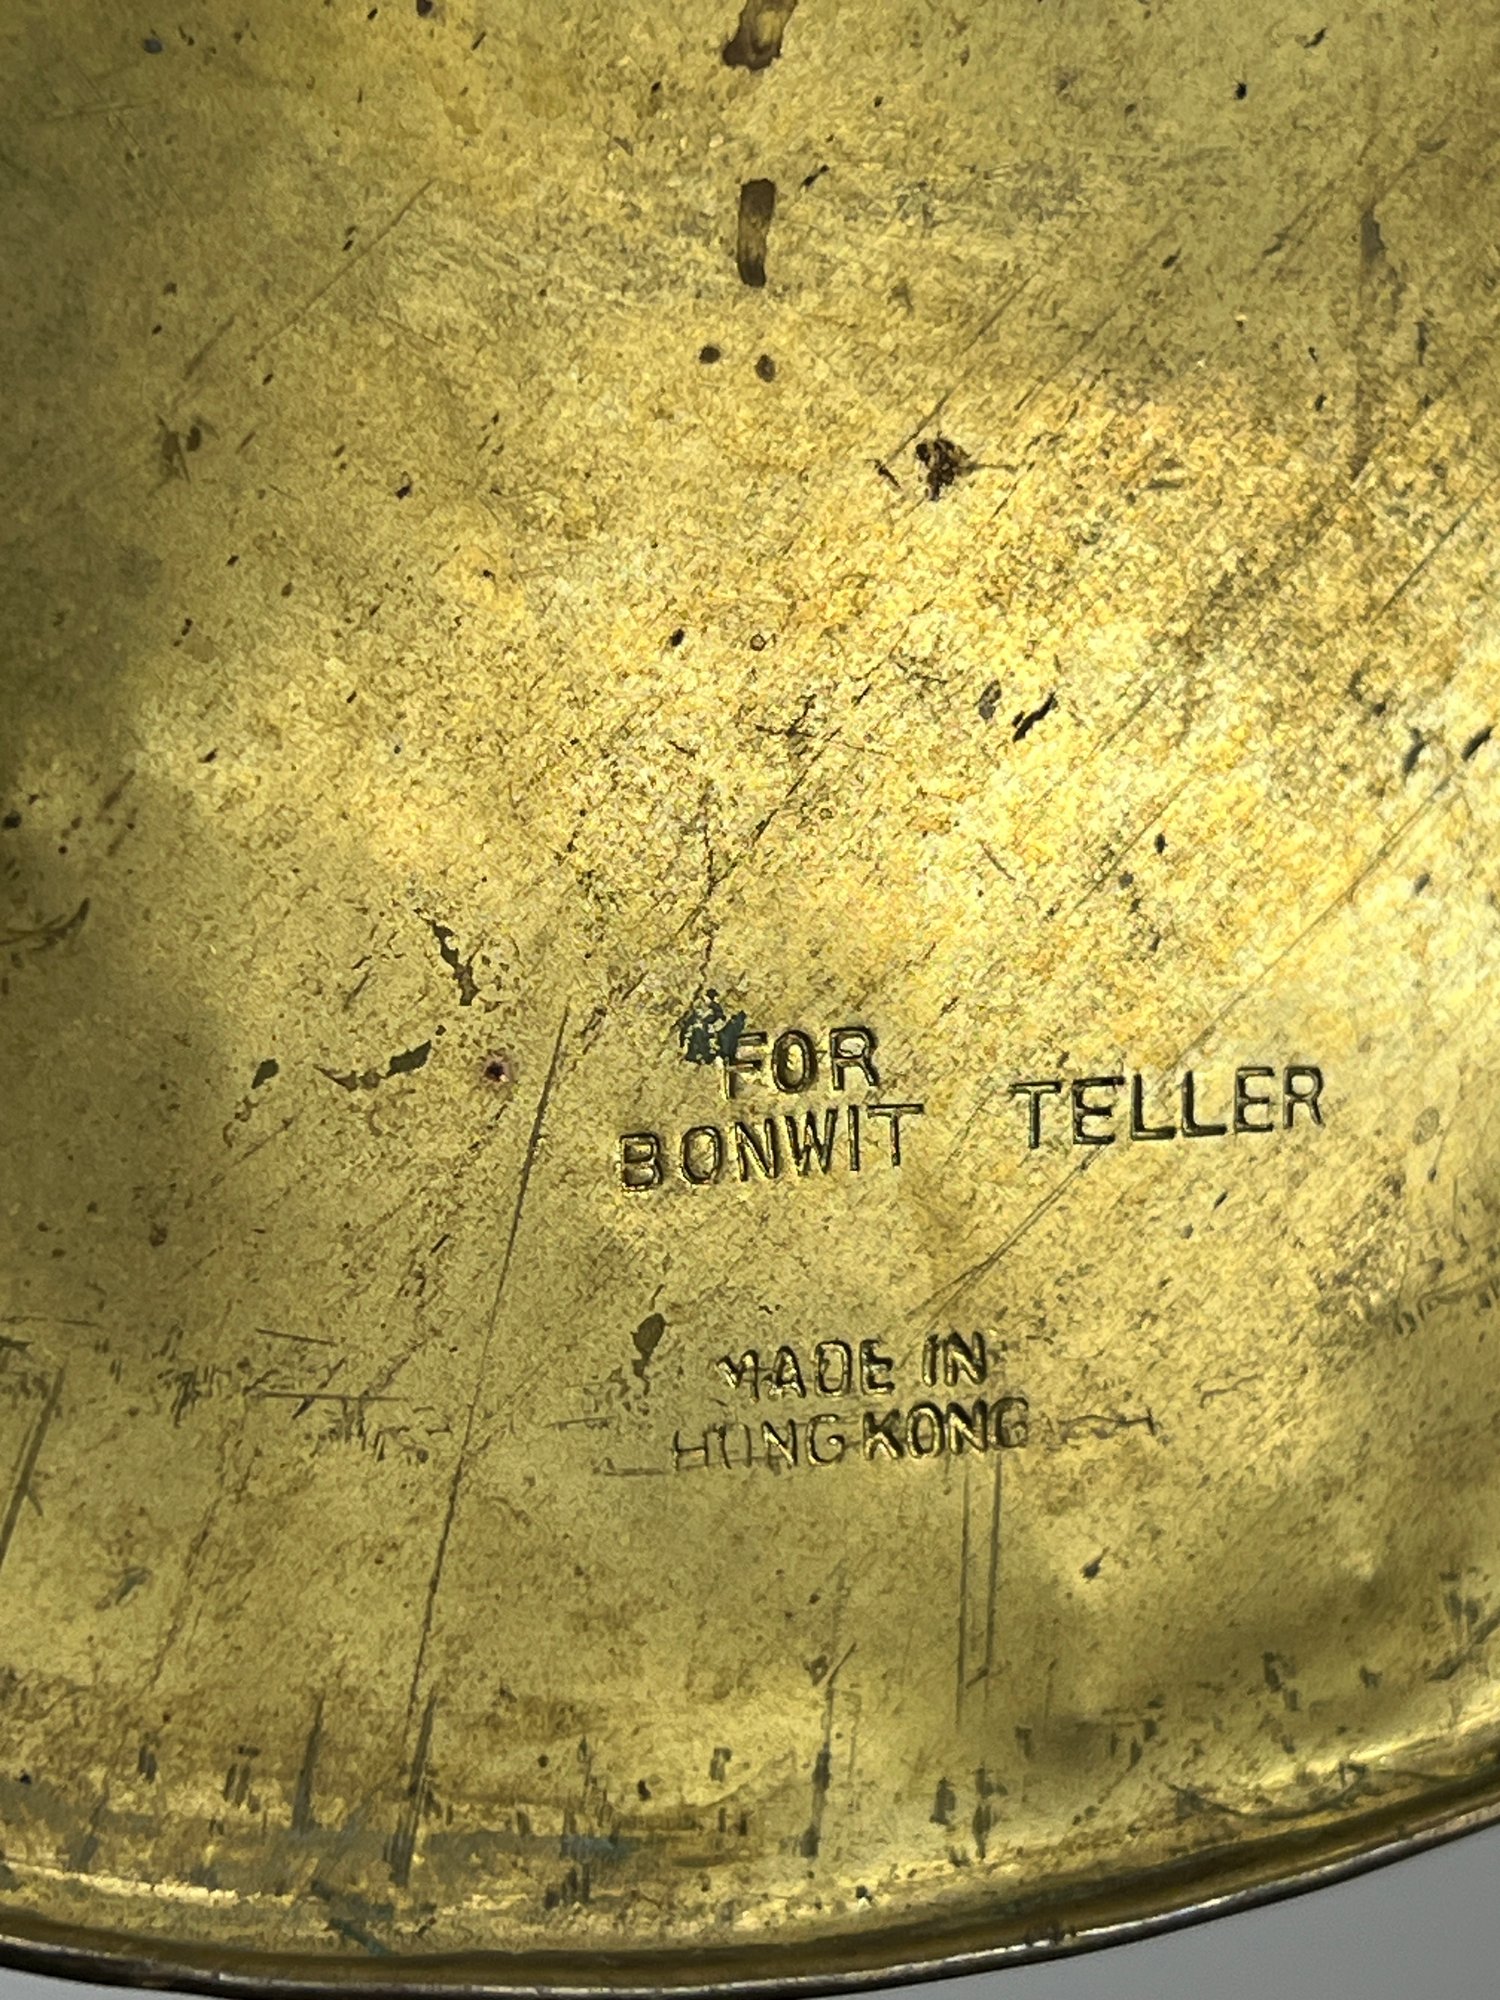 FOR
BONWIT TELLER
MADE IN
HONG KONG